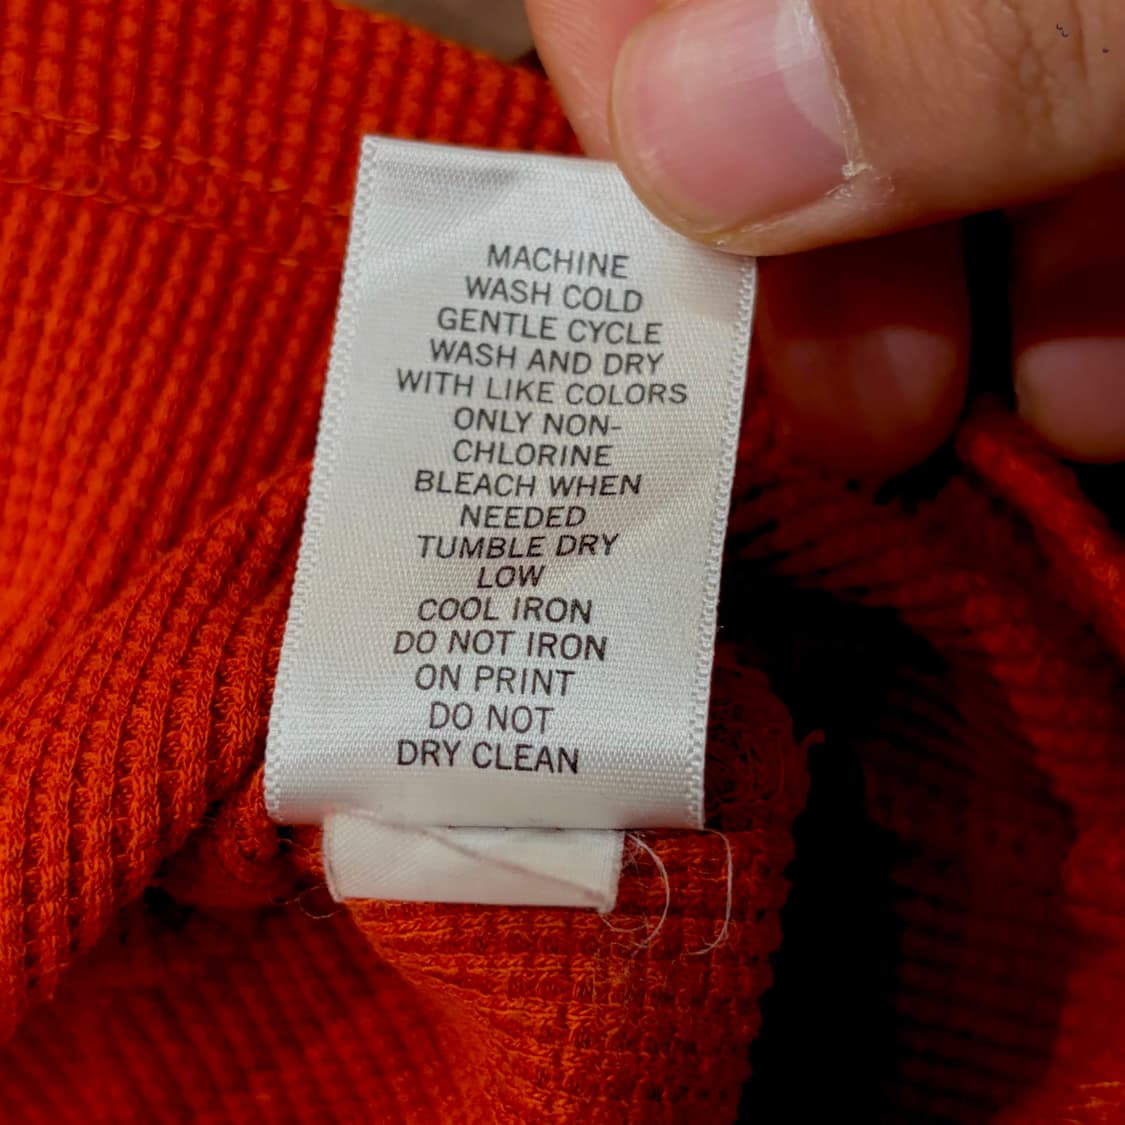 MACHINE
WASH COLD
GENTLE CYCLE
WASH AND DRY
WITH LIKE COLORS
ONLY NON-
CHLORINE
BLEACH WHEN
NEEDED
TUMBLE DRY
LOW
COOL IRON
DO NOT IRON
ON PRINT
DO NOT
DRY CLEAN